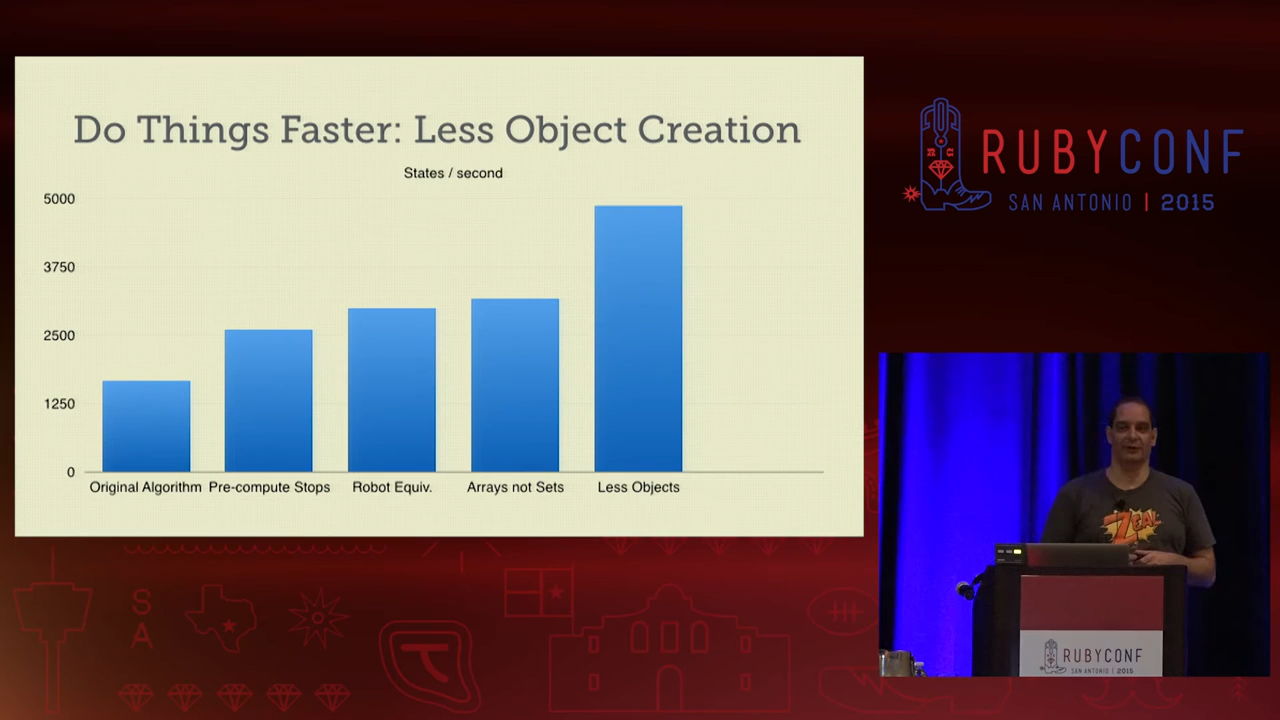 Do Things Faster: Less Object Creation
States / second
5000
3750
2500
1250
0
Original Algorithm
Pre-compute Stops
Robot Equiv.
Arrays not Sets
Less Objects
RUBYCONF
SAN ANTONIO | 2015
ZEAL
RUBYCONF
SAN ANTONIO | 2015
S
A